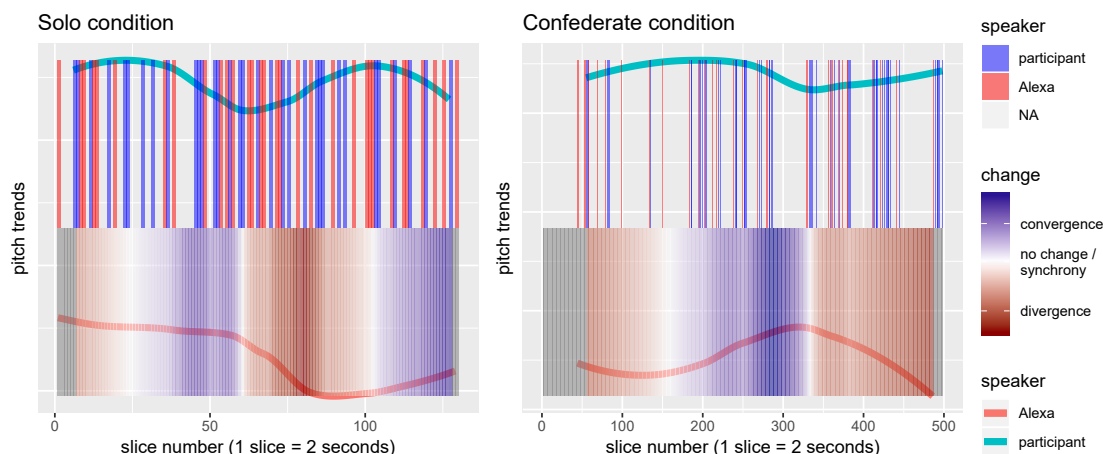 Solo condition
Confederate condition
pitch trends
pitch trends
0
50
100
slice number (1 slice = 2 seconds)
0
100
200
300
400
500
slice number (1 slice = 2 seconds)
speaker
participant
Alexa
NA
change
convergence
no change /
synchrony
divergence
speaker
Alexa
participant